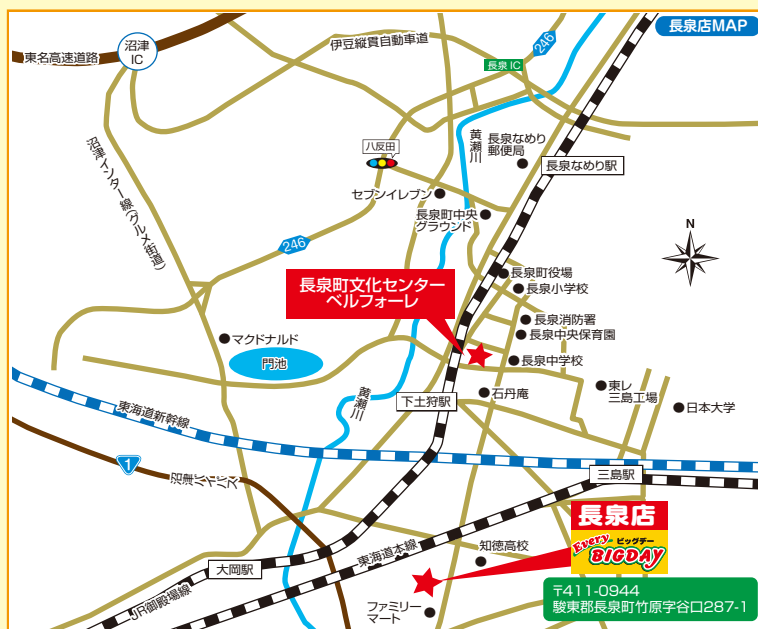 長泉店MAP
沼津
IC
東名高速道路
伊豆縦貫自動車道
246
長泉 IC
八反田
黄瀬川
長泉なめり
郵便局
長泉なめり駅
セブンイレブン
長泉町中央
グラウンド
沼津インター線(グルメ街道)
246
N
長泉町文化センター
ベルフォーレ
長泉町役場
長泉小学校
長泉消防署
長泉中央保育園
長泉中学校
マクドナルド
門池
黄瀬川
下土狩駅
石丹庵
東レ
三島工場
日本大学
東海道新幹線
1
沼津
バイパス
三島駅
長泉店
Every
ビッグデー
BIGDAY
東海道本線
知徳高校
大岡駅
JR御殿場線
ファミリー
マート
〒411-0944
駿東郡長泉町竹原字谷口287-1